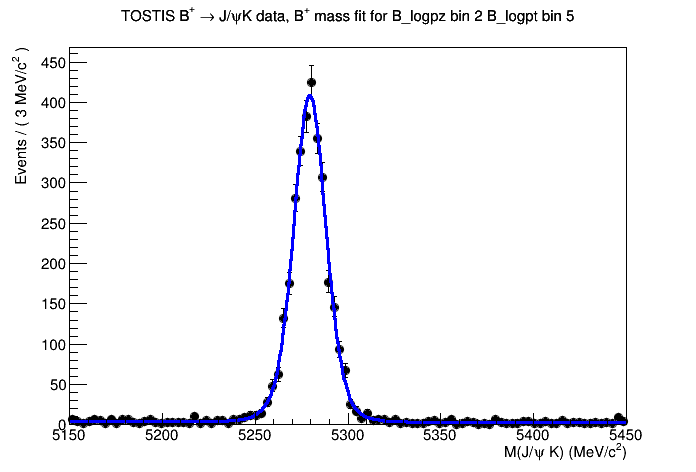 TOSTIS B⁺ → J/ψK data, B⁺ mass fit for B_logpz bin 2 B_logpt bin 5
Events / ( 3 MeV/c² )
450
400
350
300
250
200
150
100
50
0
5150 5200 5250 5300 5350 5400 5450
M(J/ψ K) (MeV/c²)